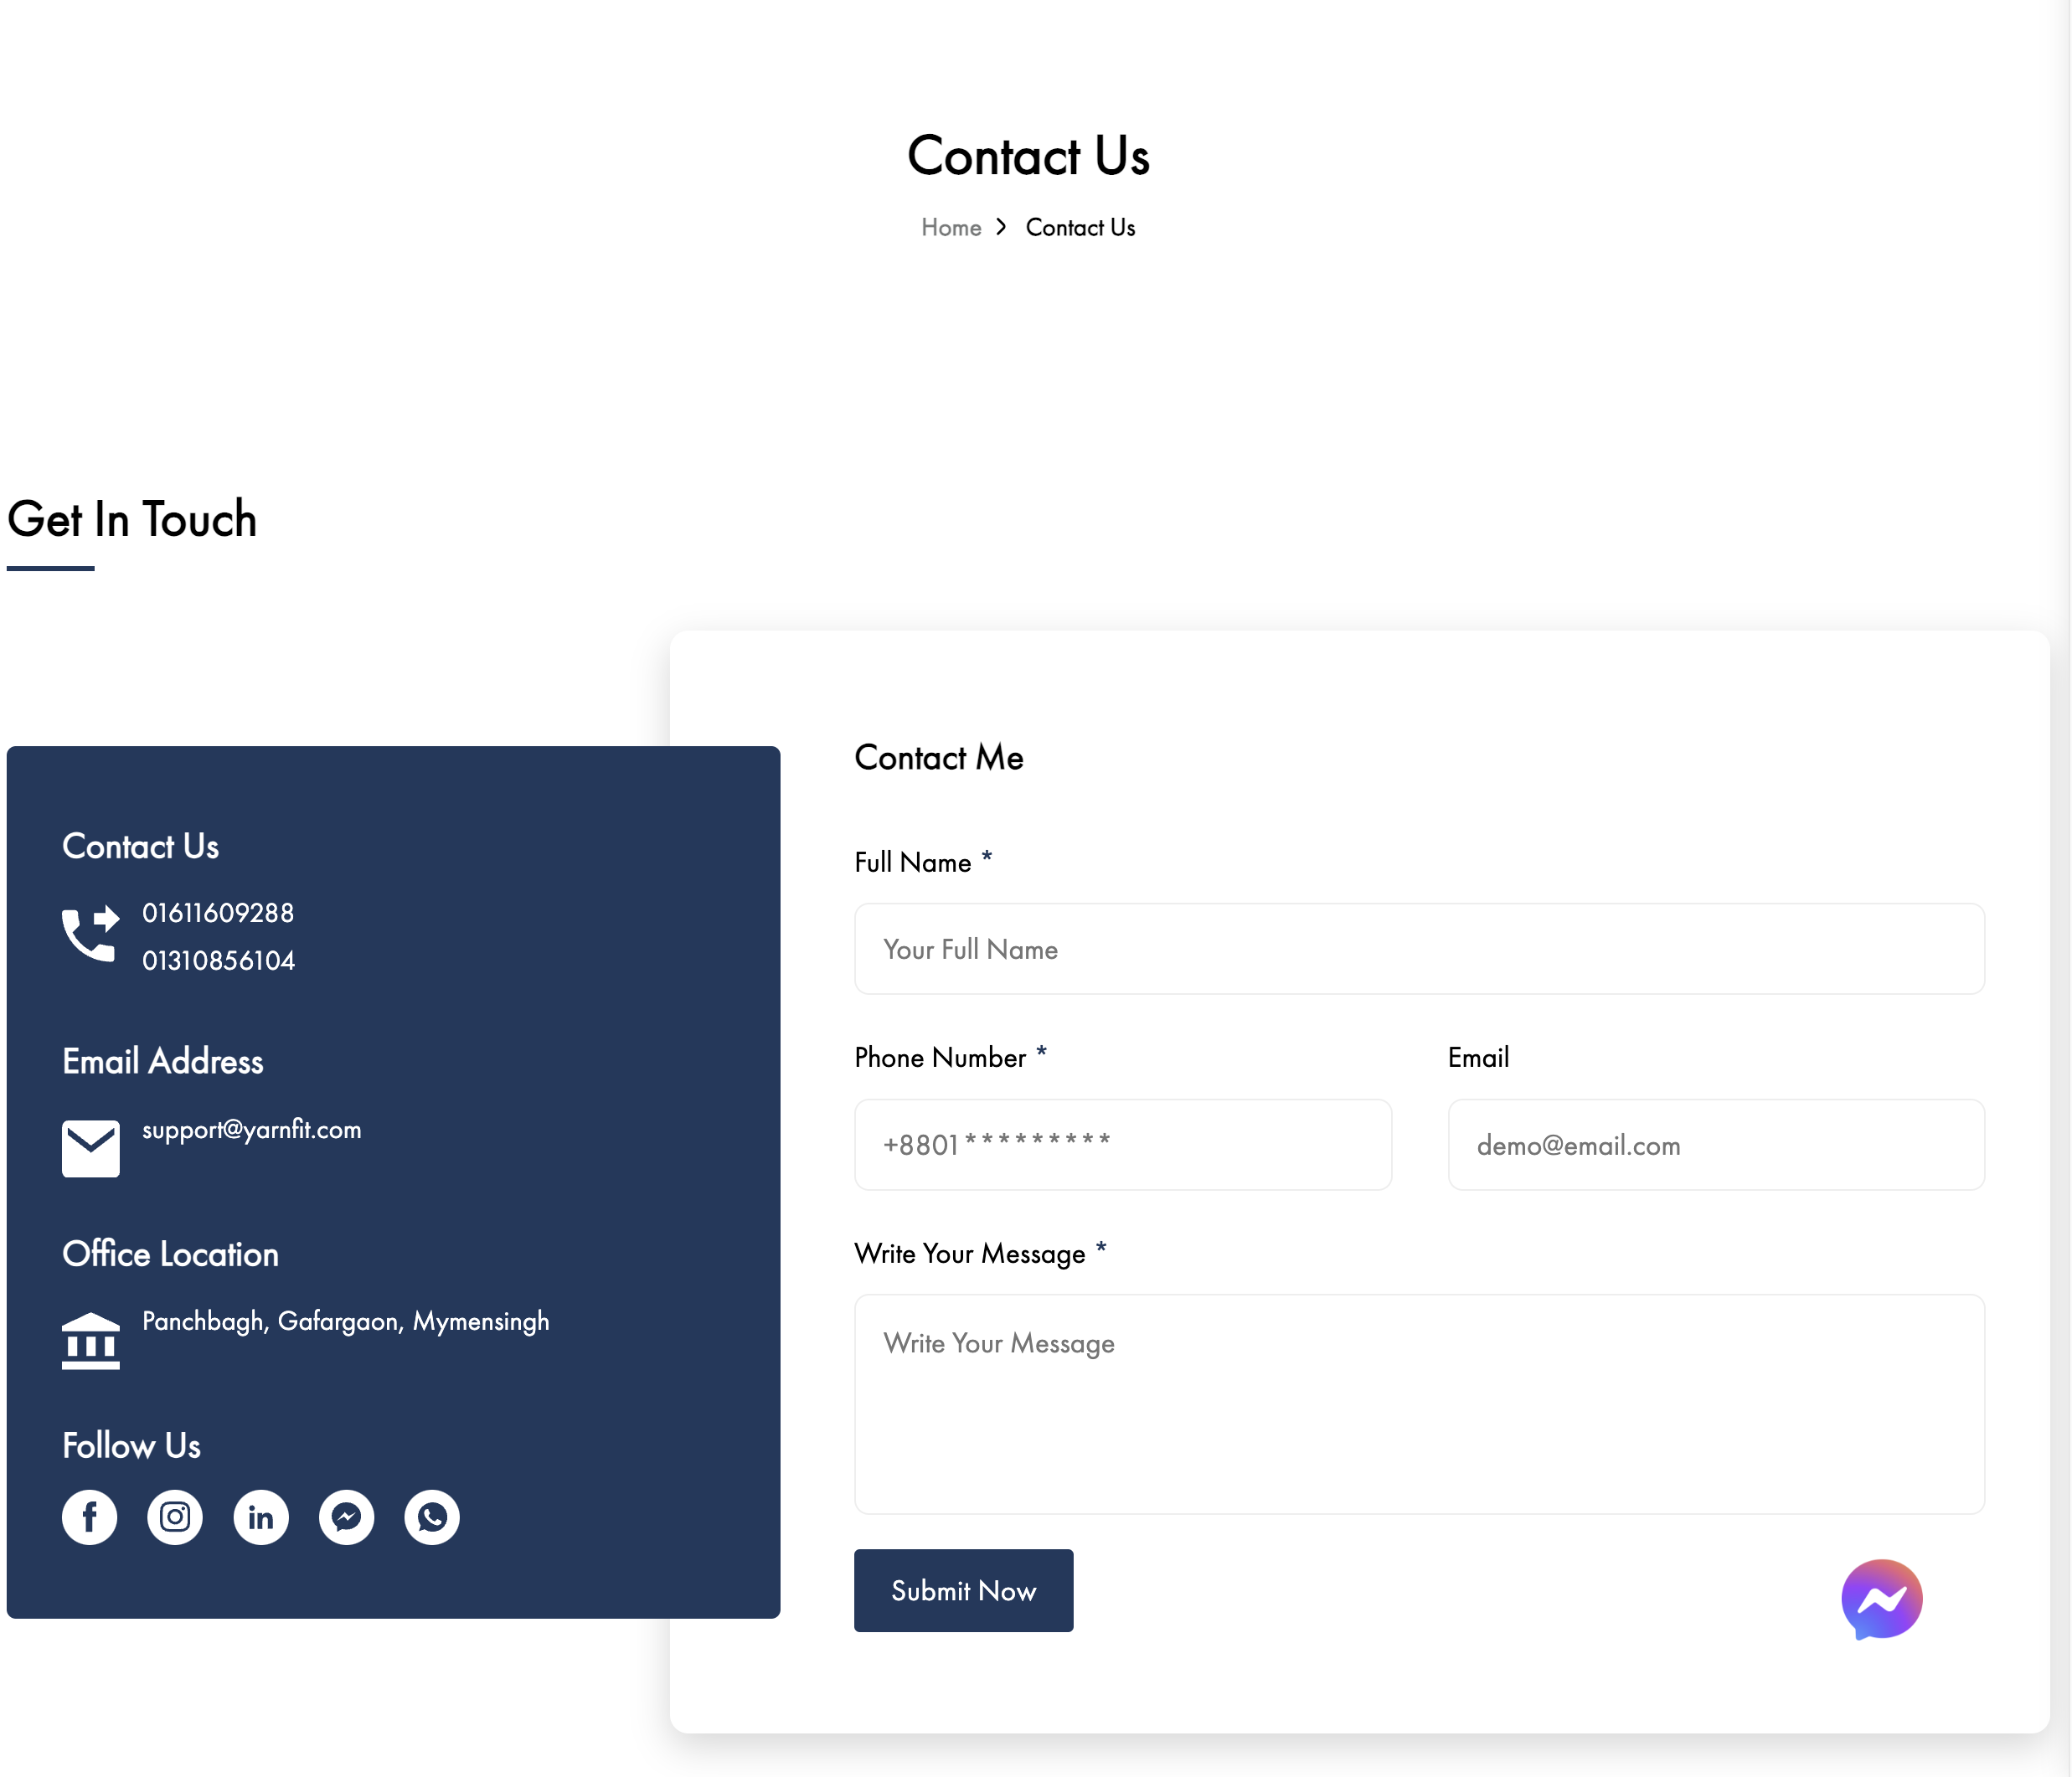 Contact Us
Home > Contact Us
Get In Touch
Contact Us
01611609288
01310856104
Email Address
support@yarnfit.com
Office Location
Panchbagh, Gafargaon, Mymensingh
Follow Us
Contact Me
Full Name *
Your Full Name
Phone Number *
Email
+8801*********
demo@email.com
Write Your Message *
Write Your Message
Submit Now